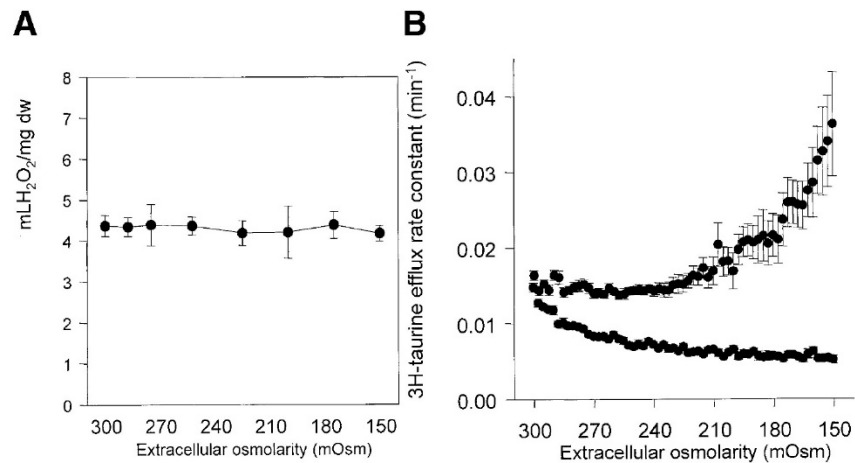 A
B
mLH₂O₂/mg dw
8
7
6
5
4
3
2
1
0
300 270 240 210 180 150
Extracellular osmolarity (mOsm)
3H-taurine efflux rate constant (min⁻¹)
0.04
0.03
0.02
0.01
0.00
300 270 240 210 180 150
Extracellular osmolarity (mOsm)